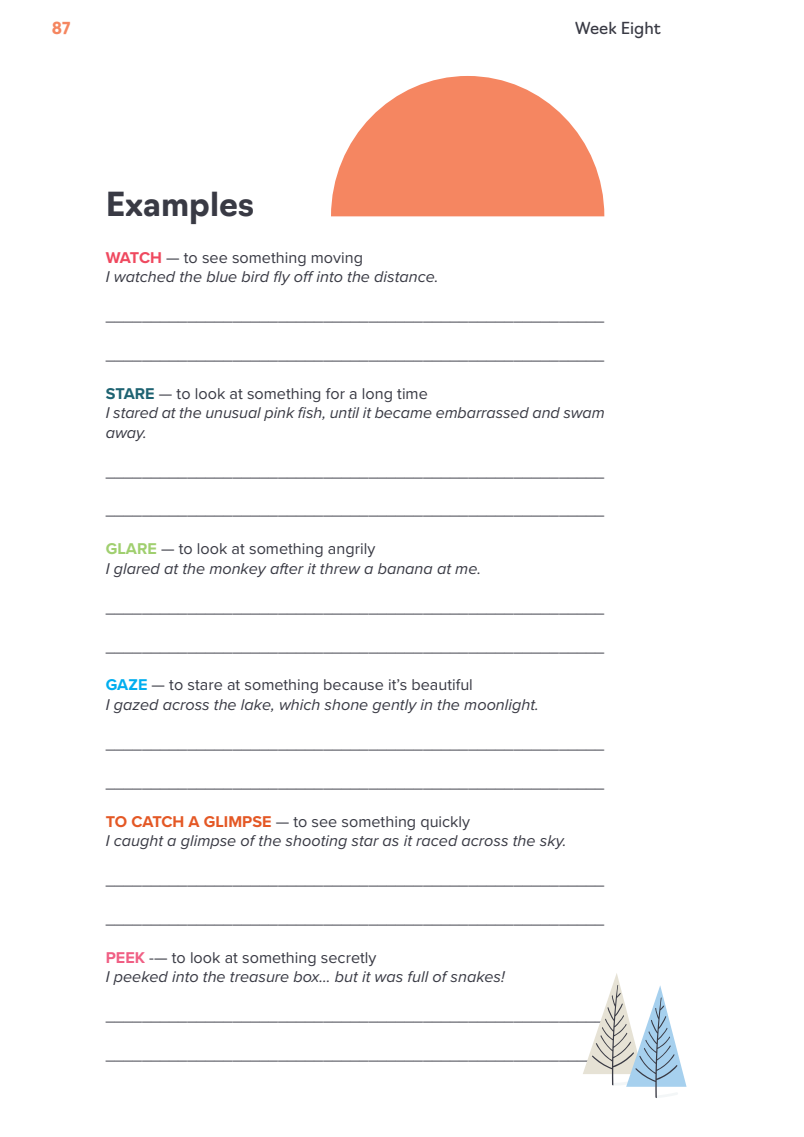 87
Week Eight
Examples
WATCH — to see something moving
I watched the blue bird fly off into the distance.
STARE — to look at something for a long time
I stared at the unusual pink fish, until it became embarrassed and swam
away.
GLARE — to look at something angrily
I glared at the monkey after it threw a banana at me.
GAZE — to stare at something because it’s beautiful
I gazed across the lake, which shone gently in the moonlight.
TO CATCH A GLIMPSE — to see something quickly
I caught a glimpse of the shooting star as it raced across the sky.
PEEK -— to look at something secretly
I peeked into the treasure box... but it was full of snakes!